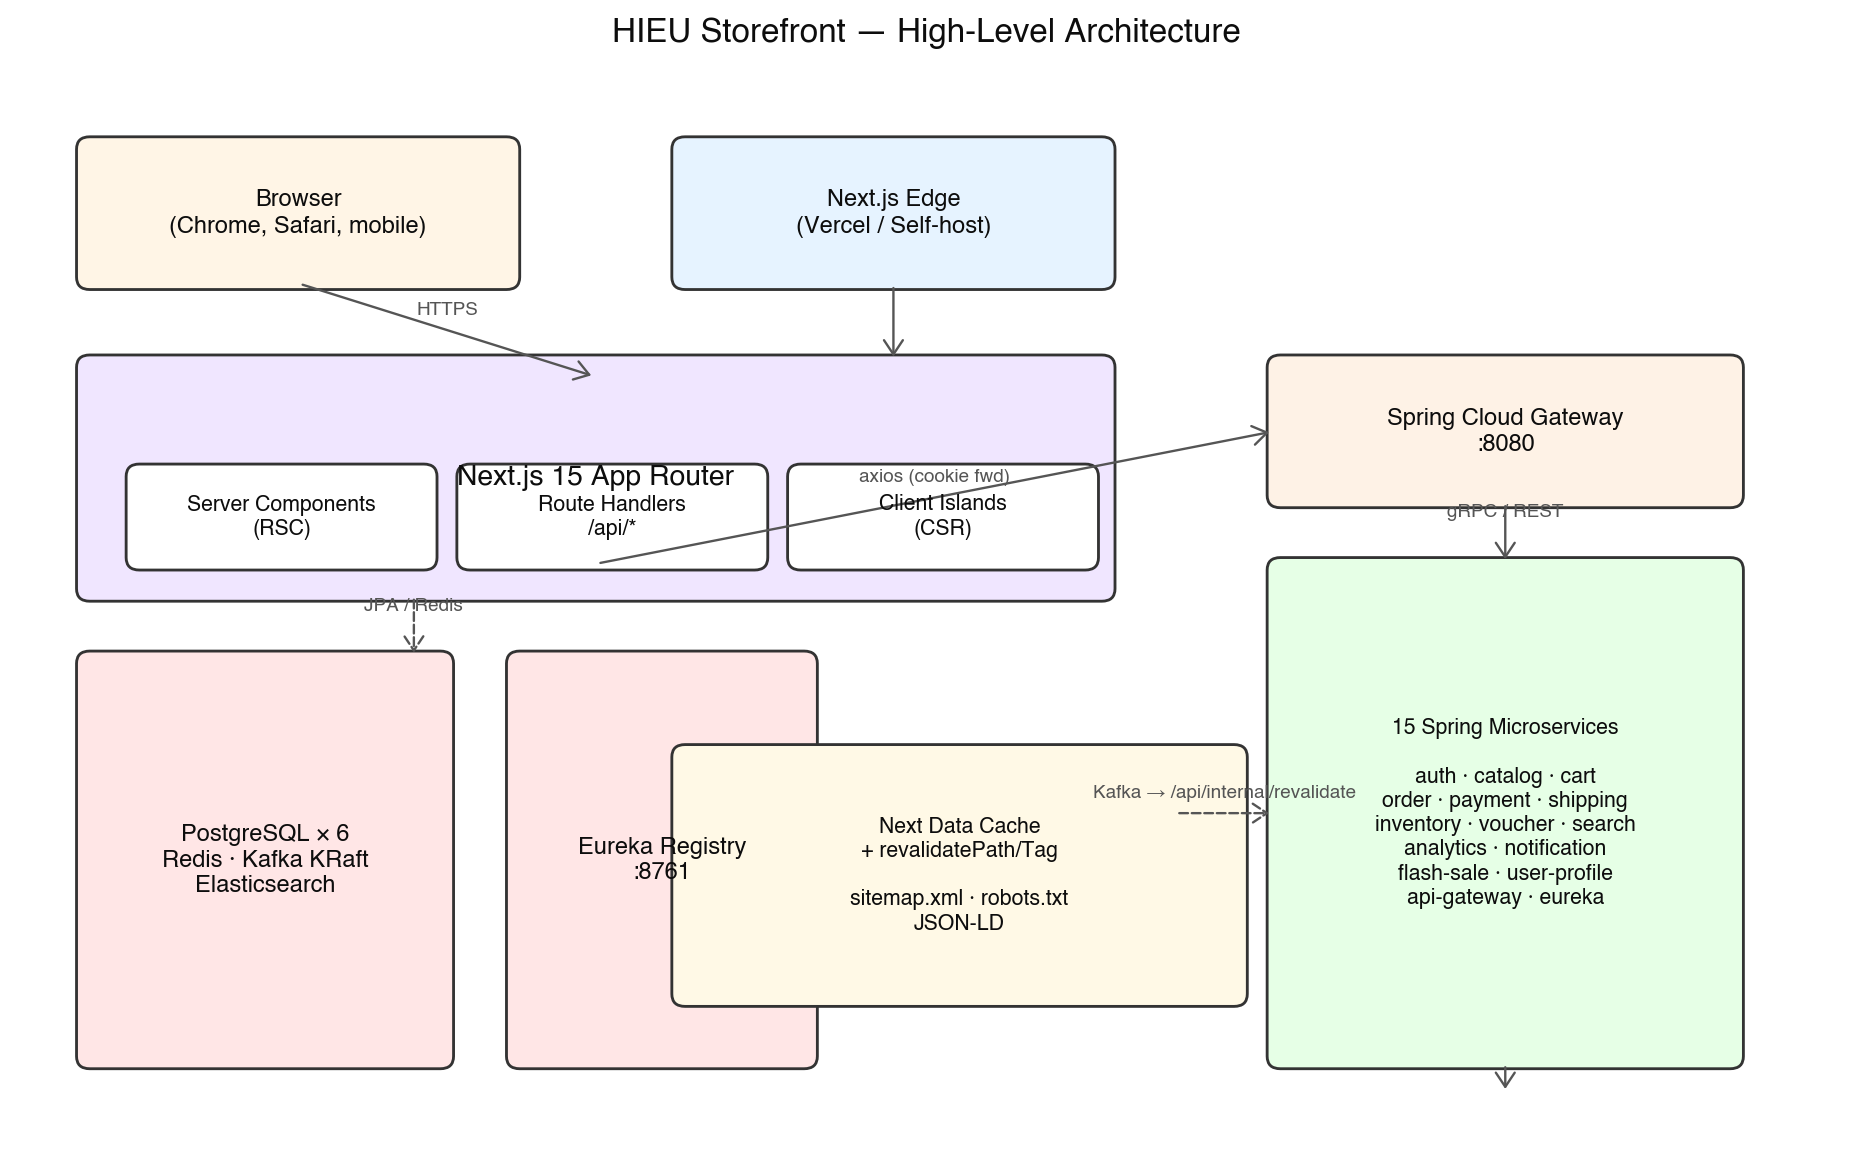 HIEU Storefront — High-Level Architecture
Browser
(Chrome, Safari, mobile)
Next.js Edge
(Vercel / Self-host)
HTTPS
Next.js 15 App Router
Server Components
(RSC)
Route Handlers
/api/*
axios (cookie fwd)
Client Islands
(CSR)
Spring Cloud Gateway
:8080
gRPC / REST
JPA / Redis
PostgreSQL × 6
Redis · Kafka KRaft
Elasticsearch
Eureka Registry
:8761
Next Data Cache
+ revalidatePath/Tag
sitemap.xml · robots.txt
JSON-LD
Kafka → /api/internal/revalidate
15 Spring Microservices
auth · catalog · cart
order · payment · shipping
inventory · voucher · search
analytics · notification
flash-sale · user-profile
api-gateway · eureka